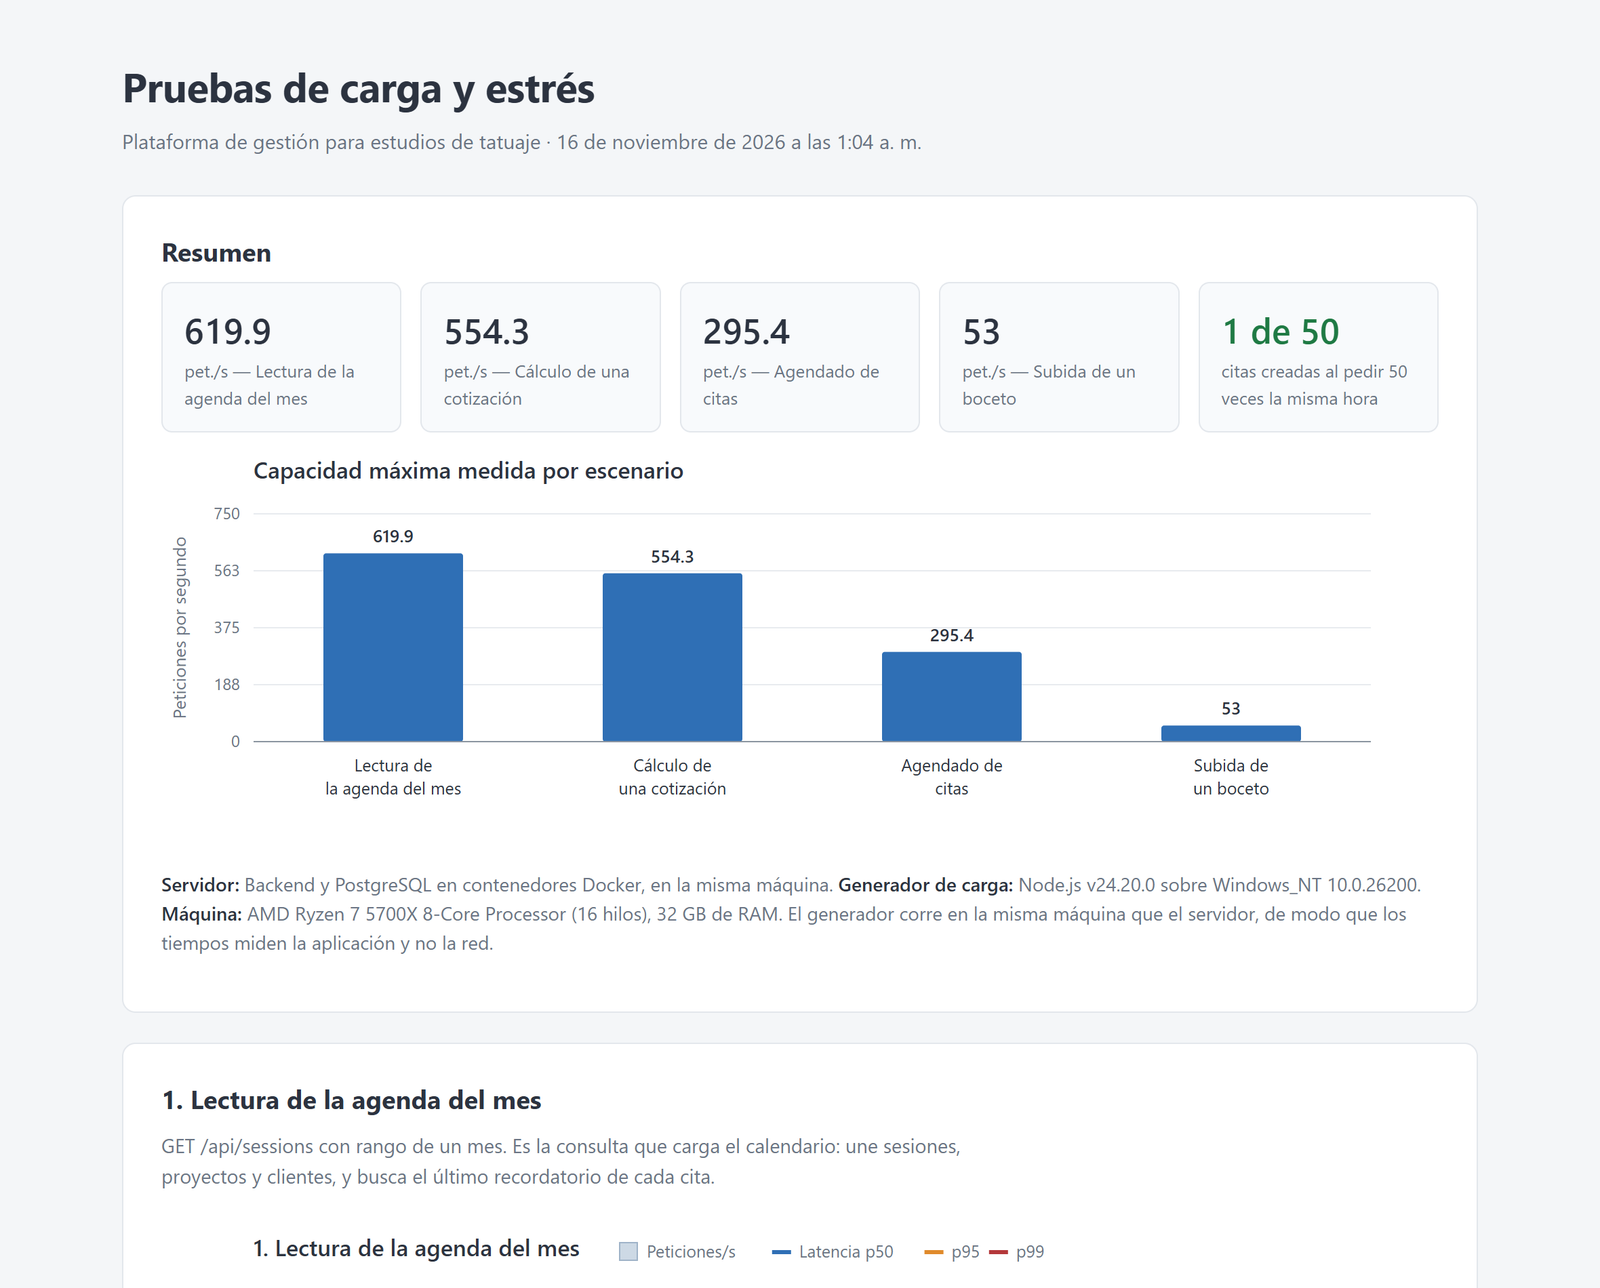 Pruebas de carga y estrés
Plataforma de gestión para estudios de tatuaje · 16 de noviembre de 2026 a las 1:04 a. m.
Resumen
619.9
pet./s — Lectura de la
agenda del mes
554.3
pet./s — Cálculo de una
cotización
295.4
pet./s — Agendado de
citas
53
pet./s — Subida de un
boceto
1 de 50
citas creadas al pedir 50
veces la misma hora
Capacidad máxima medida por escenario
Peticiones por segundo
750
563
375
188
0
619.9
554.3
295.4
53
Lectura de
la agenda del mes
Cálculo de
una cotización
Agendado de
citas
Subida de
un boceto
Servidor: Backend y PostgreSQL en contenedores Docker, en la misma máquina. Generador de carga: Node.js v24.20.0 sobre Windows_NT 10.0.26200.
Máquina: AMD Ryzen 7 5700X 8-Core Processor (16 hilos), 32 GB de RAM. El generador corre en la misma máquina que el servidor, de modo que los
tiempos miden la aplicación y no la red.
1. Lectura de la agenda del mes
GET /api/sessions con rango de un mes. Es la consulta que carga el calendario: une sesiones,
proyectos y clientes, y busca el último recordatorio de cada cita.
1. Lectura de la agenda del mes
Peticiones/s
Latencia p50
p95
p99